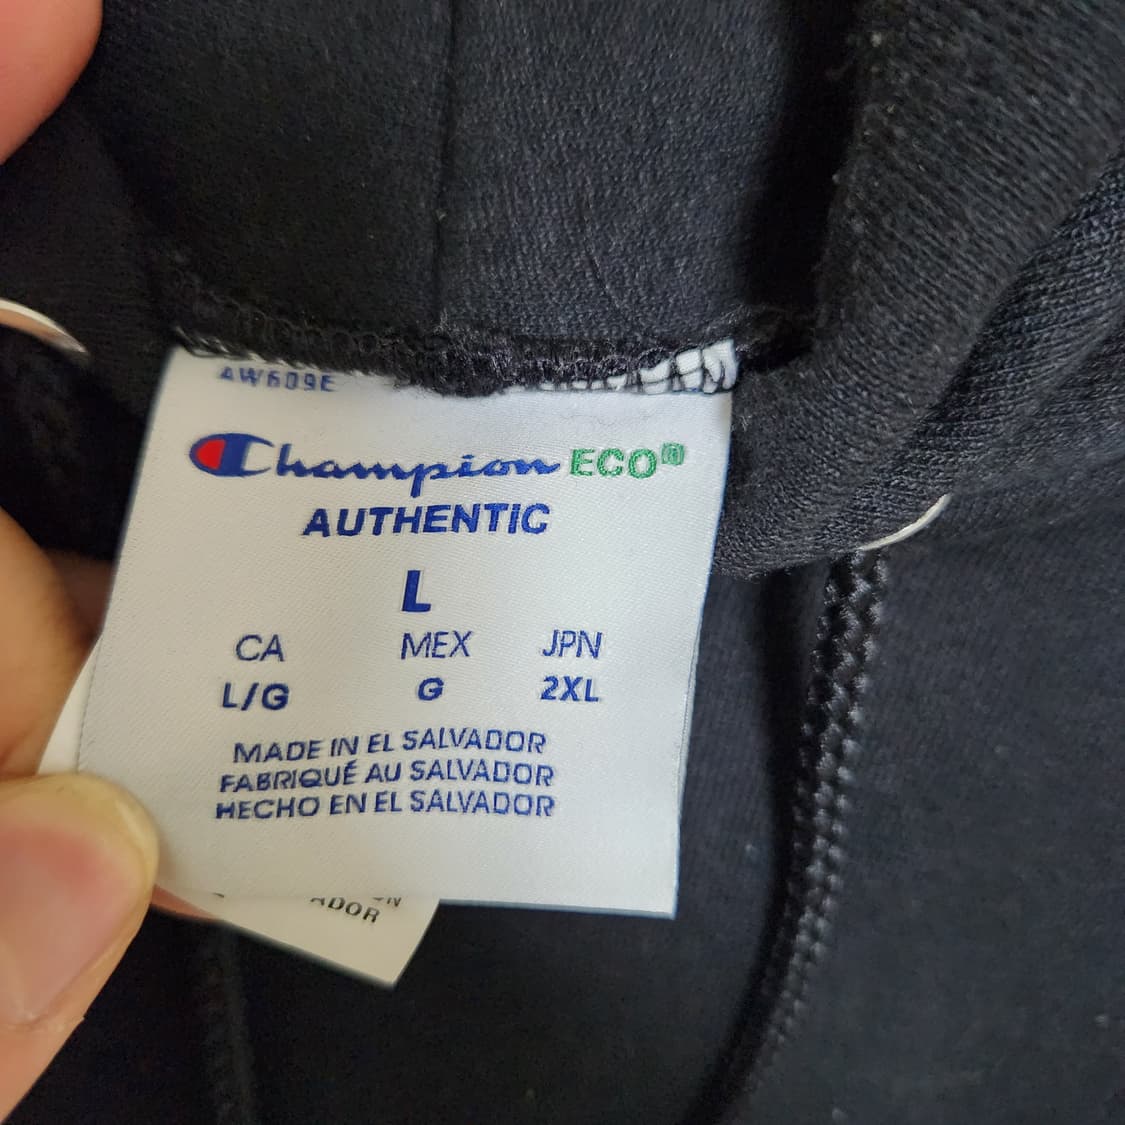 AW609E
Champion ECO®
AUTHENTIC
L
CA MEX JPN
L/G G 2XL
MADE IN EL SALVADOR
FABRIQUÉ AU SALVADOR
HECHO EN EL SALVADOR